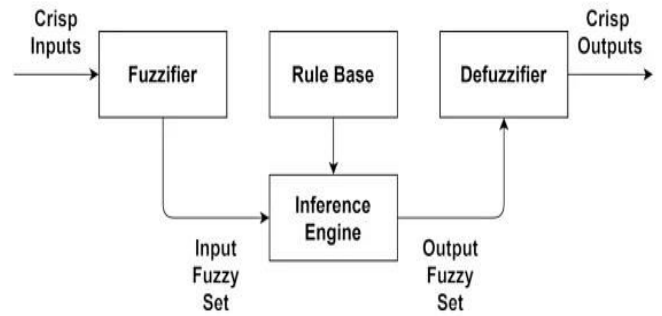 Crisp
Inputs
Fuzzifier
Rule Base
Defuzzifier
Crisp
Outputs
Inference
Engine
Input
Fuzzy
Set
Output
Fuzzy
Set